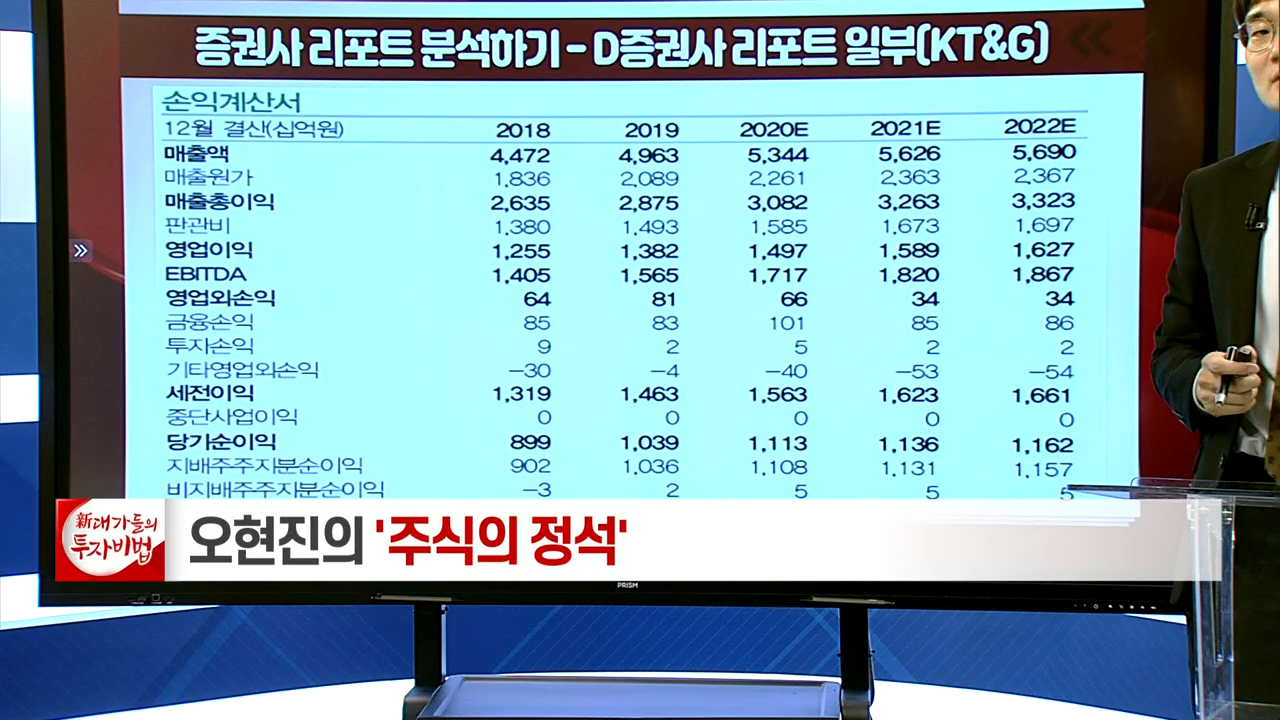 증권사 리포트 분석하기 - D증권사 리포트 일부(KT&G)
손익계산서
12월 결산(십억원) 2018 2019 2020E 2021E 2022E
매출액 4,472 4,963 5,344 5,626 5,690
매출원가 1,836 2,089 2,261 2,363 2,367
매출총이익 2,635 2,875 3,082 3,263 3,323
판관비 1,380 1,493 1,585 1,673 1,697
영업이익 1,255 1,382 1,497 1,589 1,627
EBITDA 1,405 1,565 1,717 1,820 1,867
영업외손익 64 81 66 34 34
금융손익 85 83 101 85 86
투자손익 9 2 5 2 2
기타영업외손익 -30 -4 -40 -53 -54
세전이익 1,319 1,463 1,563 1,623 1,661
중단사업이익 0 0 0 0 0
당기순이익 899 1,039 1,113 1,136 1,162
지배주주지분순이익 902 1,036 1,108 1,131 1,157
비지배주주지분순이익 -3 2 5 5 5
新대가들의
투자비법
오현진의 '주식의 정석'
PRISM